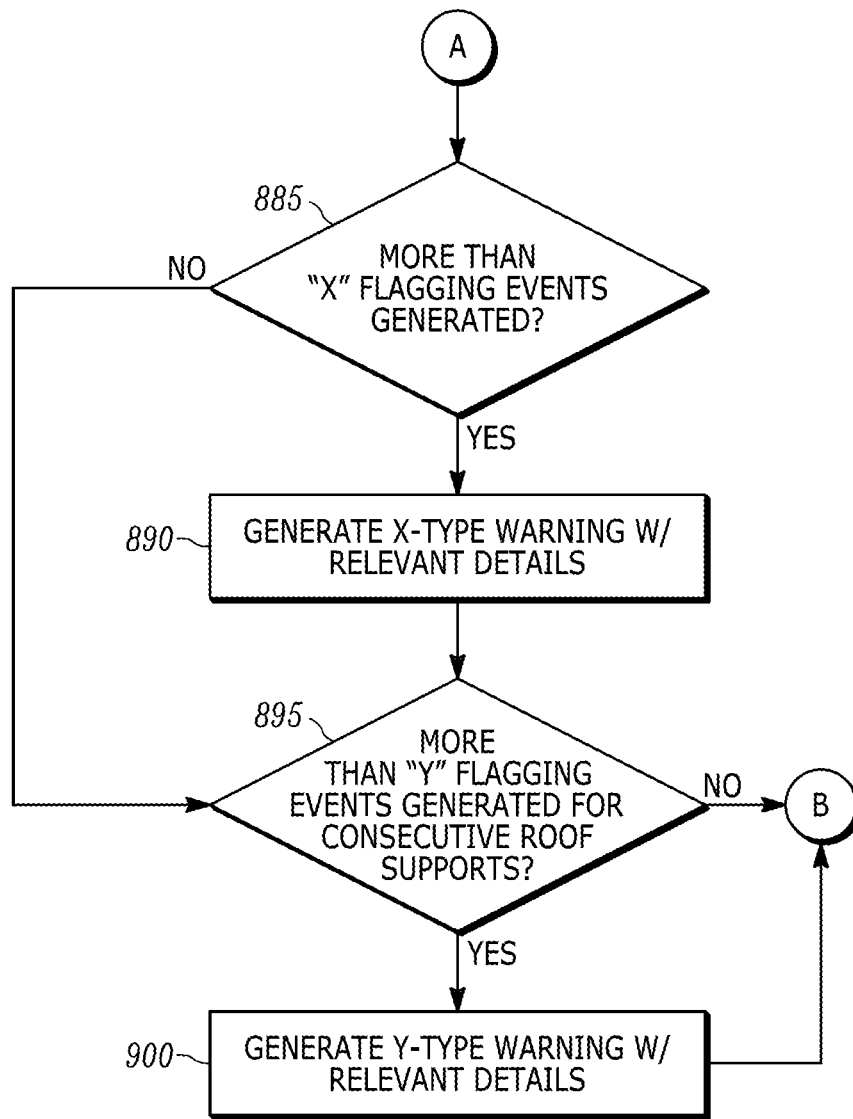 A
885
MORE THAN
NO
“X” FLAGGING EVENTS
GENERATED?
YES
890
GENERATE X-TYPE WARNING W/
RELEVANT DETAILS
895
MORE
THAN “Y” FLAGGING
NO
EVENTS GENERATED FOR
B
CONSECUTIVE ROOF
SUPPORTS?
YES
900
GENERATE Y-TYPE WARNING W/
RELEVANT DETAILS